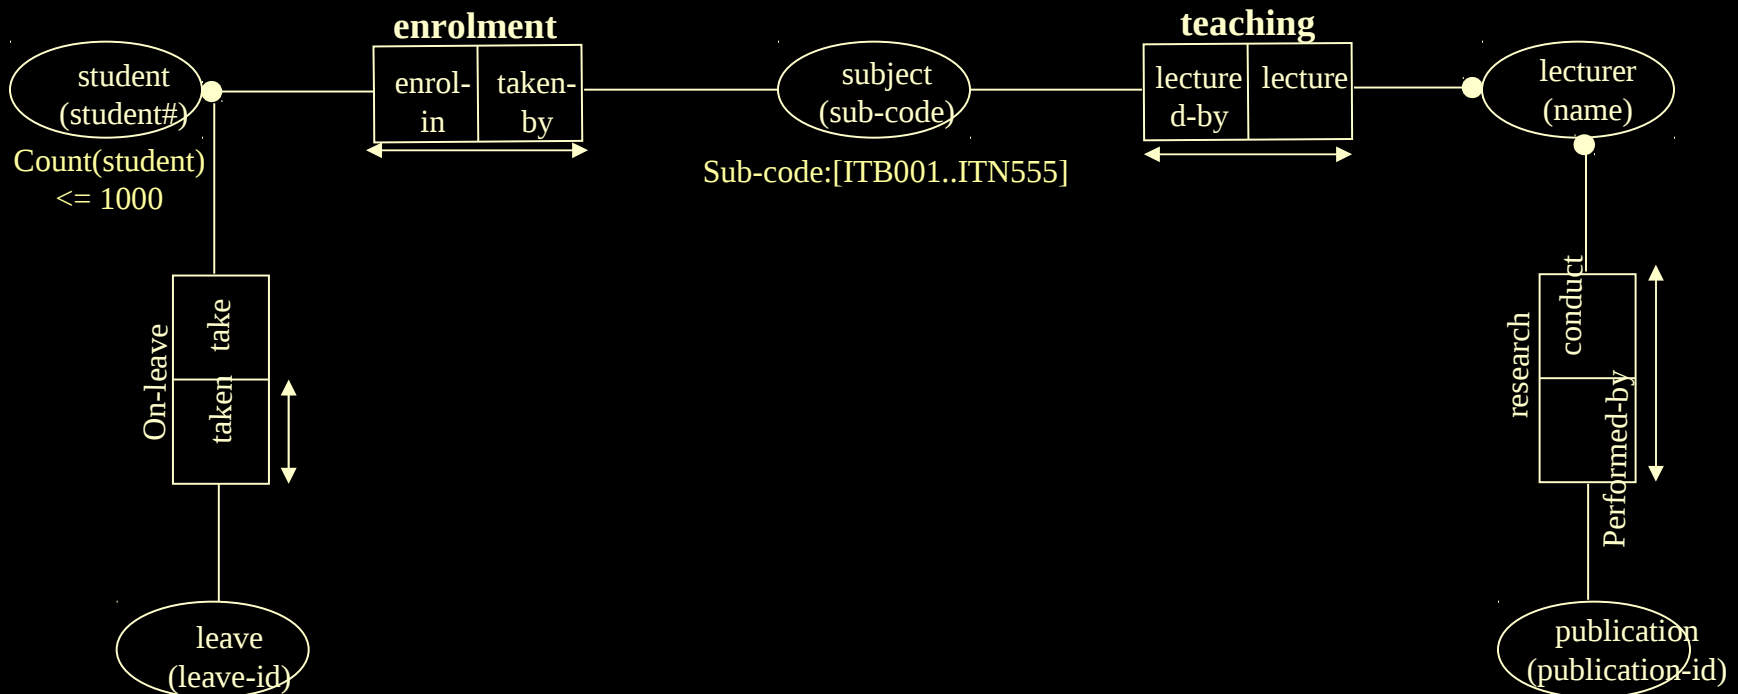 enrolment
teaching
student
(student#)
enrol-
in
taken-
by
subject
(sub-code)
lecture
d-by
lecture
lecturer
(name)
Count(student)
<= 1000
Sub-code:[ITB001..ITN555]
On-leave
take
taken
research
conduct
Performed-by
leave
(leave-id)
publication
(publication-id)